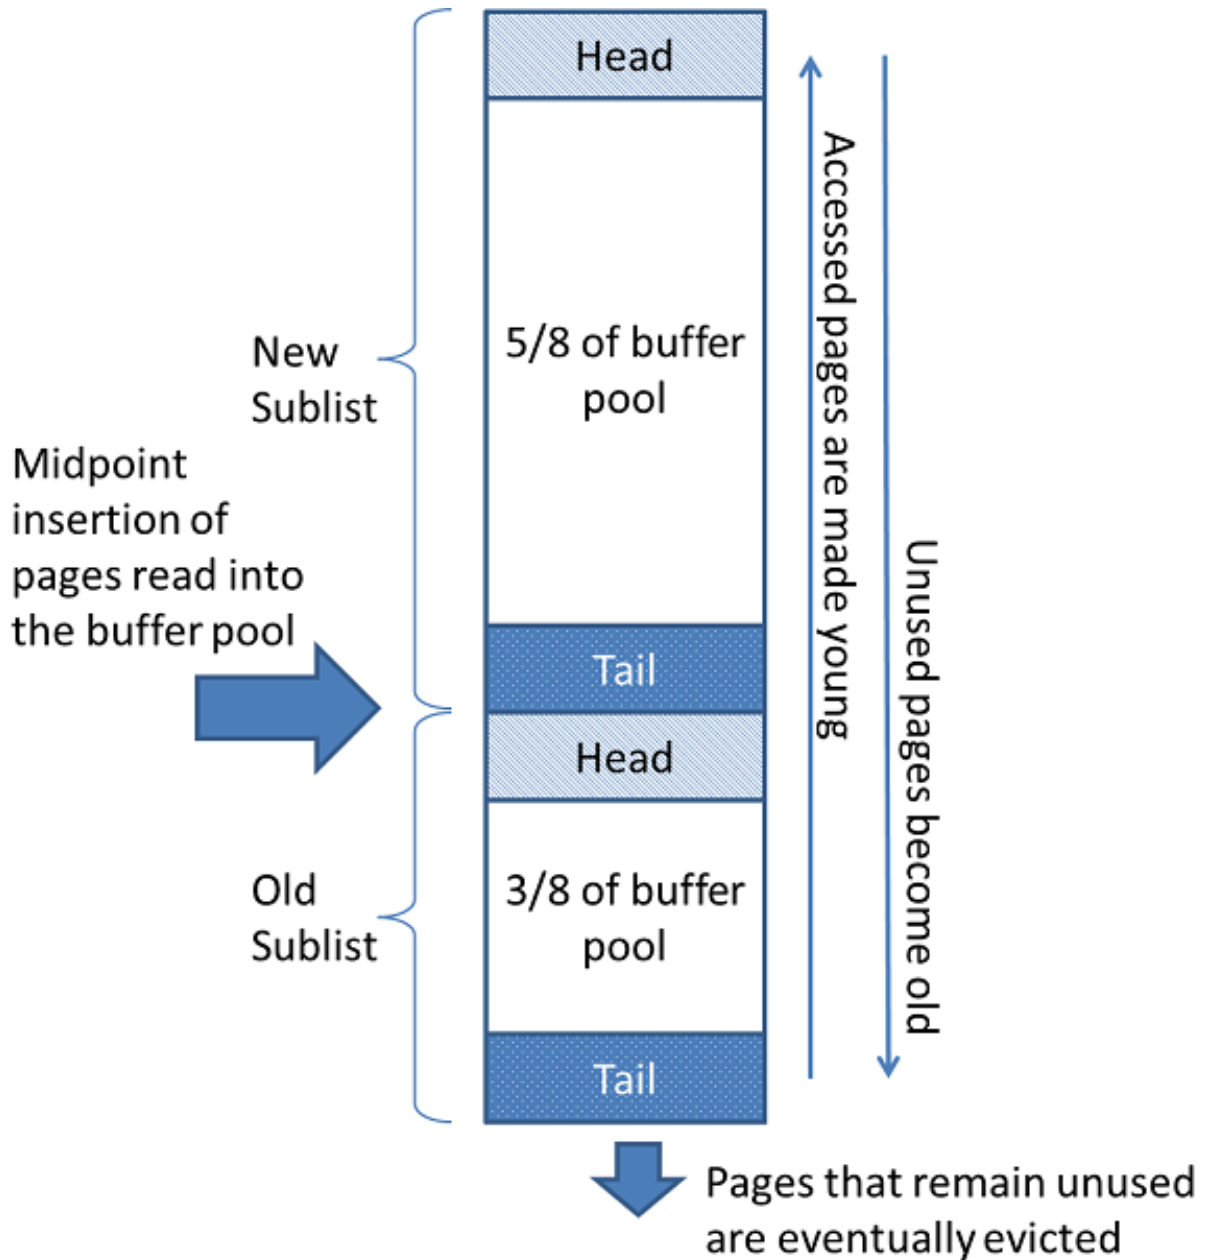 Head
5/8 of buffer
pool
New
Sublist
Midpoint
insertion of
pages read into
the buffer pool
Tail
Head
Old
Sublist
3/8 of buffer
pool
Tail
Accessed pages are made young
Unused pages become old
Pages that remain unused
are eventually evicted